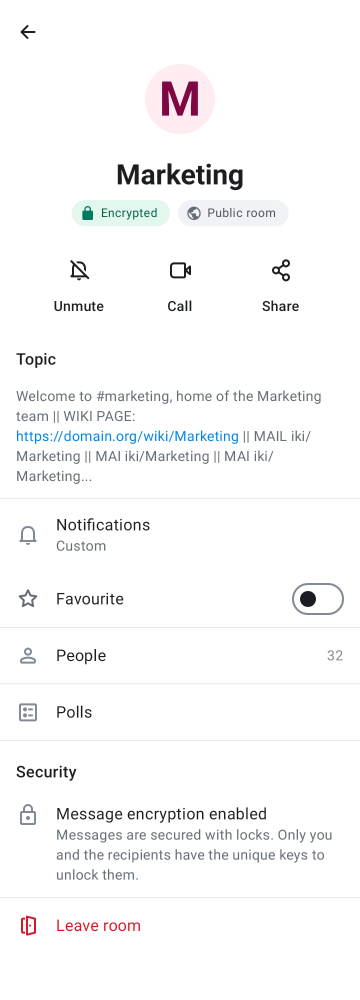 M
Marketing
Encrypted
Public room
Unmute
Call
Share
Topic
Welcome to #marketing, home of the Marketing
team || WIKI PAGE:
https://domain.org/wiki/Marketing || MAIL iki/
Marketing || MAI iki/Marketing || MAI iki/
Marketing...
Notifications
Custom
Favourite
People
32
Polls
Security
Message encryption enabled
Messages are secured with locks. Only you
and the recipients have the unique keys to
unlock them.
Leave room